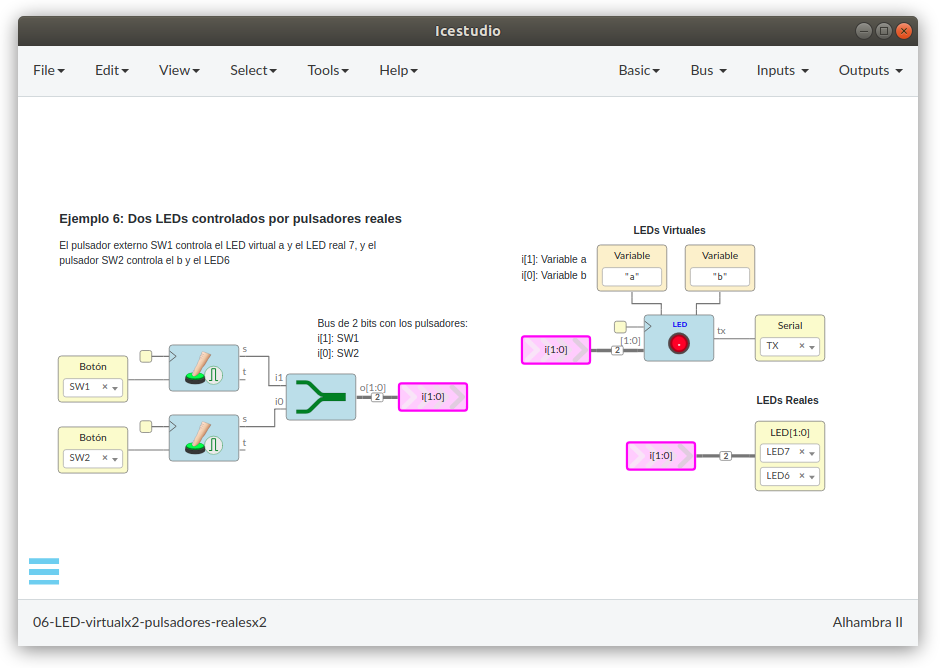 Icestudio
File Edit View Select Tools Help Basic Bus Inputs Outputs
Ejemplo 6: Dos LEDs controlados por pulsadores reales
El pulsador externo SW1 controla el LED virtual a y el LED real 7, y el
pulsador SW2 controla el b y el LED6
Bus de 2 bits con los pulsadores:
i[1]: SW1
i[0]: SW2
Botón
SW1
s
t
Botón
SW2
s
t
i1
i0
o[1:0]
2
i[1:0]
LEDs Virtuales
i[1]: Variable a
i[0]: Variable b
Variable
"a"
Variable
"b"
i[1:0]
2
[1:0]
LED
tx
Serial
TX
LEDs Reales
i[1:0]
2
LED[1:0]
LED7
LED6
06-LED-virtualx2-pulsadores-realesx2
Alhambra II